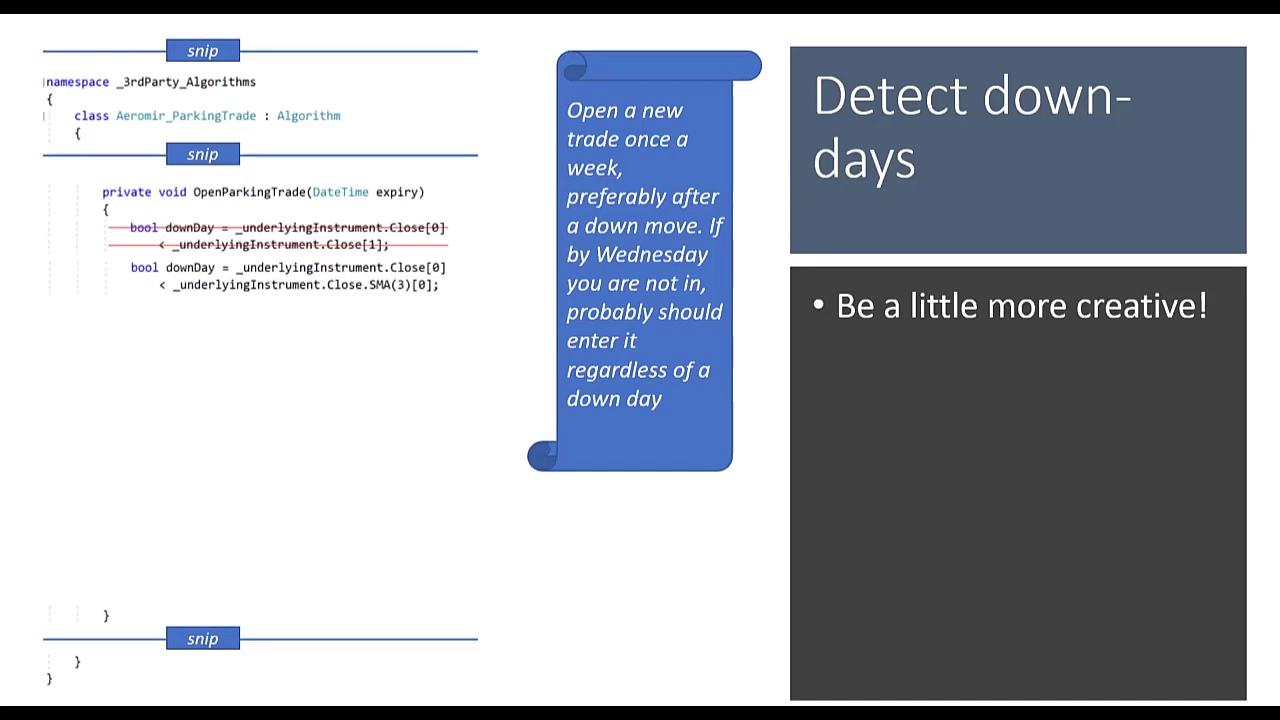 snip
namespace _3rdParty_Algorithms
{
class Aeromir_ParkingTrade : Algorithm
{
snip
private void OpenParkingTrade(DateTime expiry)
{
bool downDay = _underlyingInstrument.Close[0]
< _underlyingInstrument.Close[1];
bool downDay = _underlyingInstrument.Close[0]
< _underlyingInstrument.Close.SMA(3)[0];
}
snip
}
}
Open a new
trade once a
week,
preferably after
a down move. If
by Wednesday
you are not in,
probably should
enter it
regardless of a
down day
Detect down-
days
• Be a little more creative!